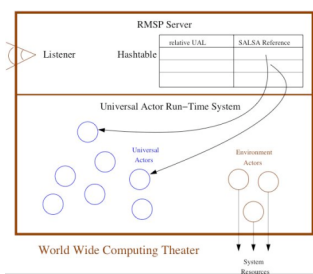 RMSP Server
relative UAL SALSA Reference
Listener Hashtable
Universal Actor Run-Time System
Universal
Actors
Environment
Actors
World Wide Computing Theater
System
Resources